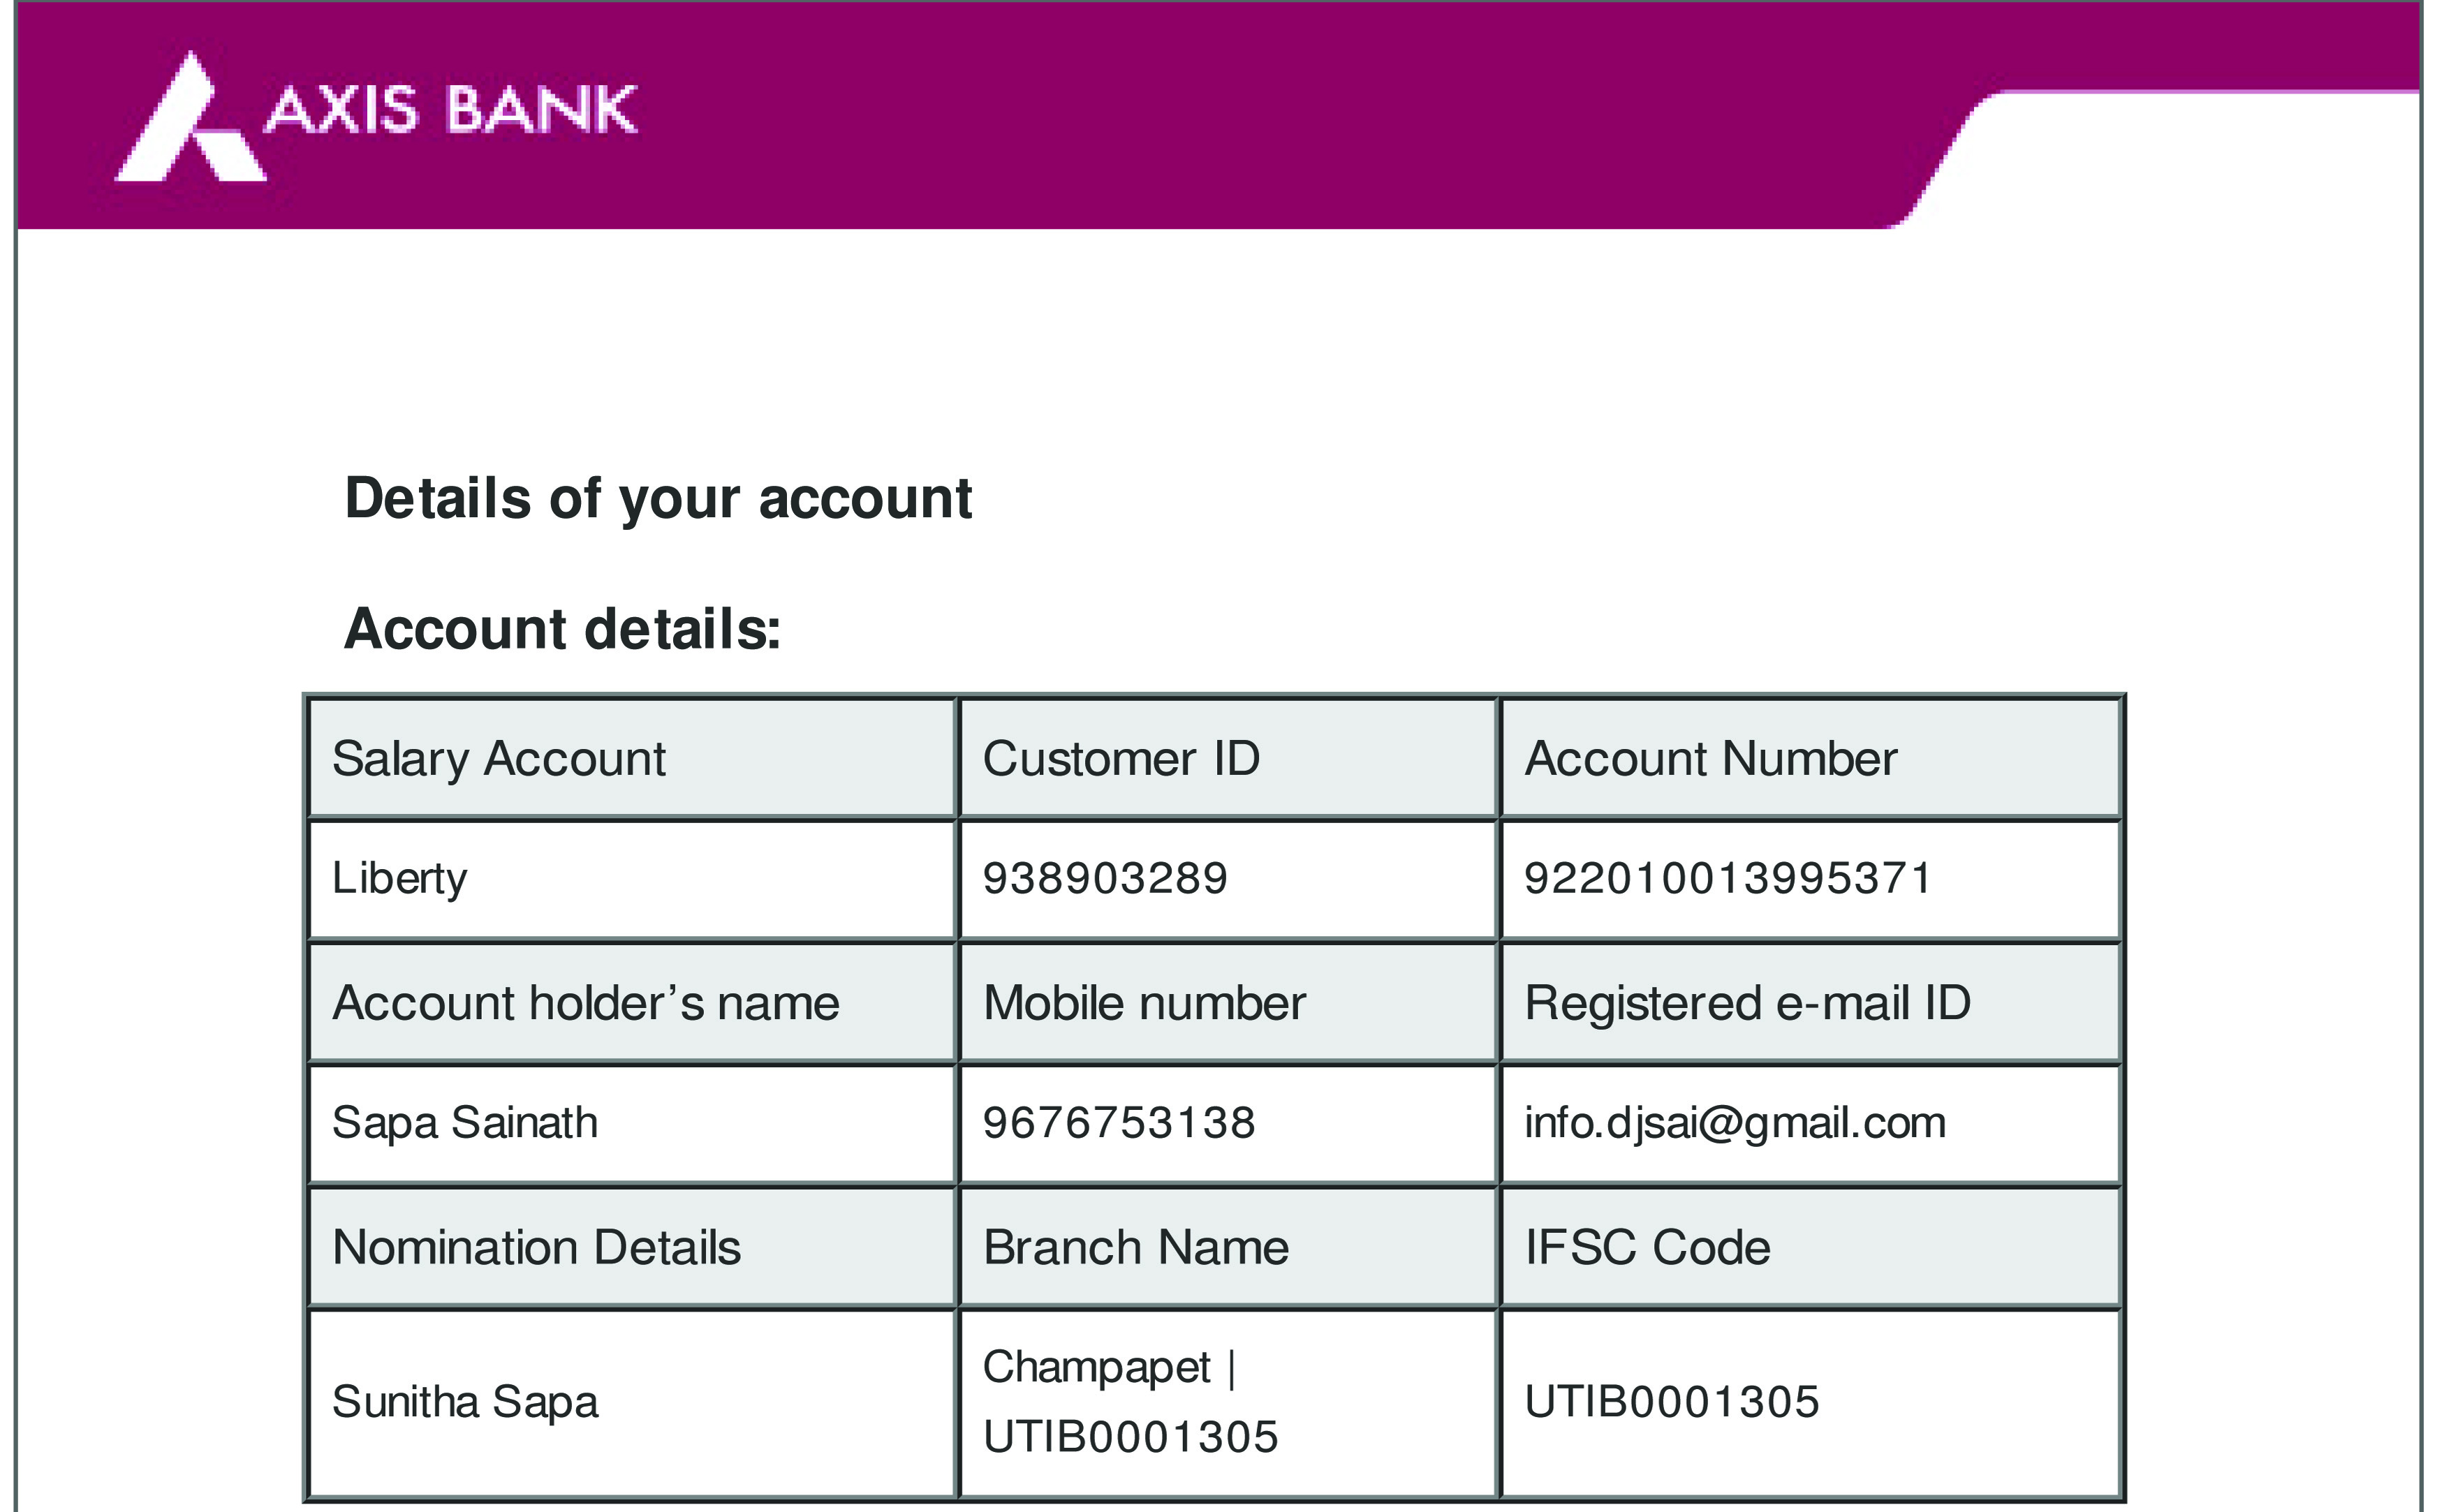 AXIS BANK
Details of your account
Account details:
Salary Account Customer ID Account Number
Liberty 938903289 922010013995371
Account holder’s name Mobile number Registered e-mail ID
Sapa Sainath 9676753138 info.djsai@gmail.com
Nomination Details Branch Name IFSC Code
Sunitha Sapa Champapet | UTIB0001305
UTIB0001305